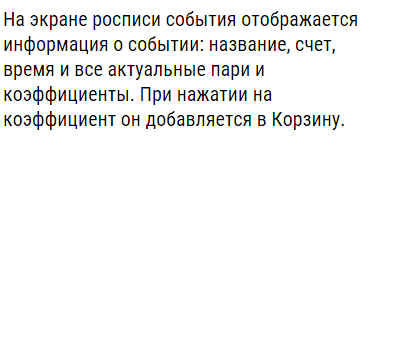 На экране росписи события отображается
информация о событии: название, счет,
время и все актуальные пари и
коэффициенты. При нажатии на
коэффициент он добавляется в Корзину.